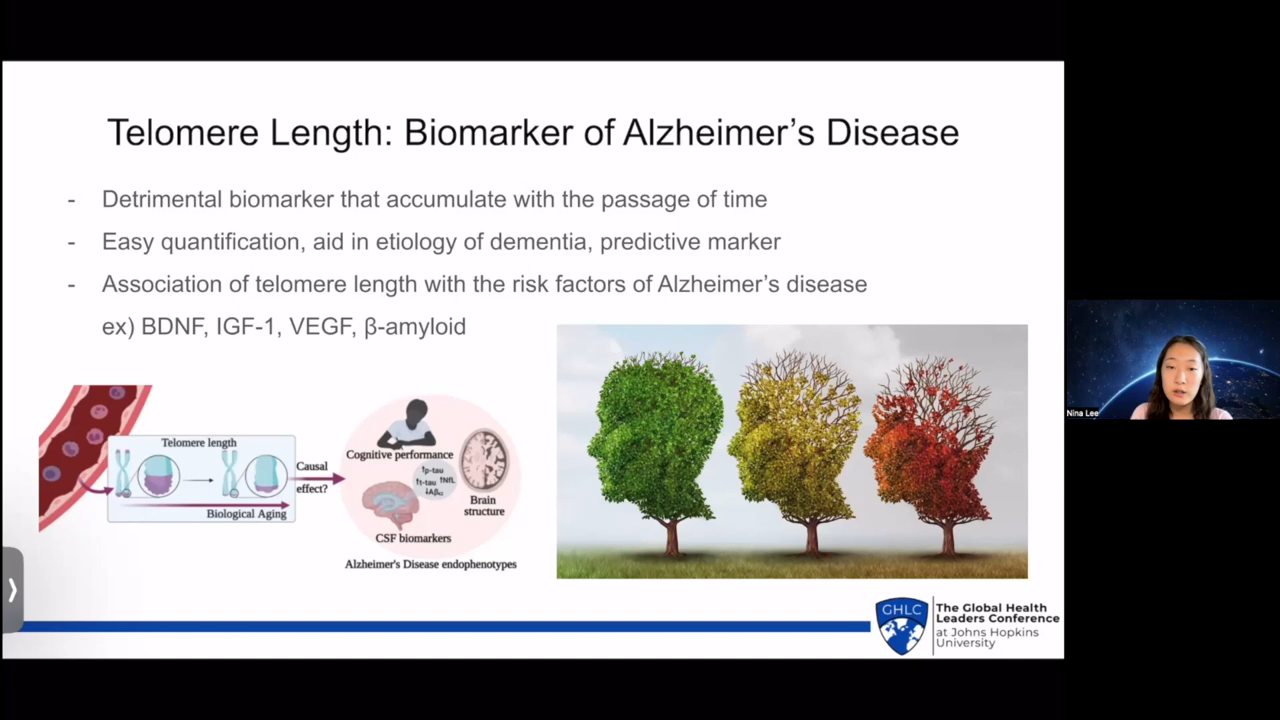 Telomere Length: Biomarker of Alzheimer’s Disease
- Detrimental biomarker that accumulate with the passage of time
- Easy quantification, aid in etiology of dementia, predictive marker
- Association of telomere length with the risk factors of Alzheimer’s disease
ex) BDNF, IGF-1, VEGF, β-amyloid
Telomere length
Biological Aging
Causal
effect?
Cognitive performance
↑p-tau
↑t-tau ↑NfL
↓Aβ42
Brain
structure
CSF biomarkers
Alzheimer's Disease endophenotypes
GHLC
The Global Health
Leaders Conference
at Johns Hopkins
University
Nina Lee